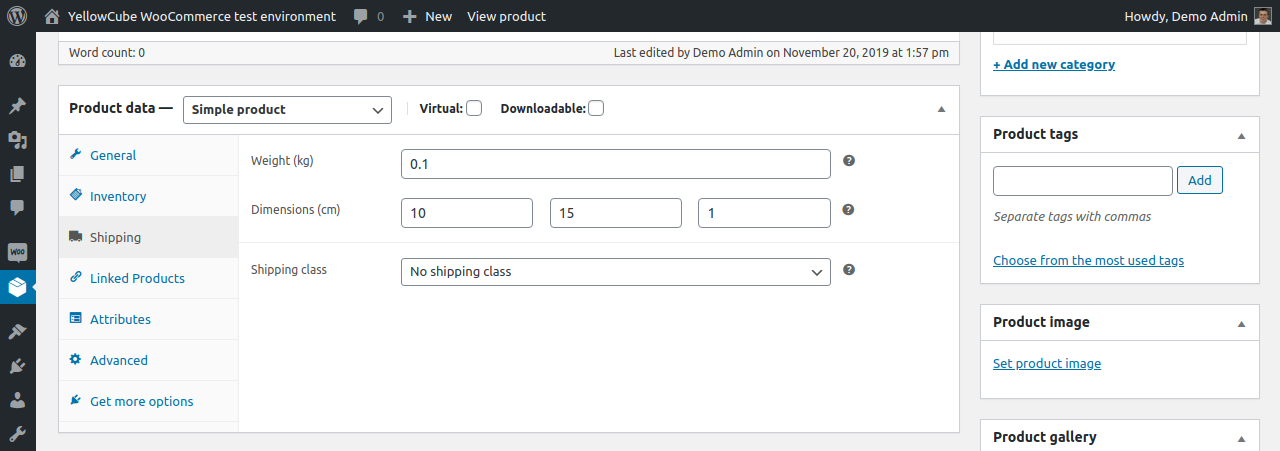 YellowCube WooCommerce test environment 0 New View product Howdy, Demo Admin
Word count: 0 Last edited by Demo Admin on November 20, 2019 at 1:57 pm
Product data — Simple product Virtual: Downloadable:
General
Inventory
Shipping
Linked Products
Attributes
Advanced
Get more options
Weight (kg) 0.1 ?
Dimensions (cm) 10 15 1 ?
Shipping class No shipping class ?
+ Add new category
Product tags
Add
Separate tags with commas
Choose from the most used tags
Product image
Set product image
Product gallery
Woo